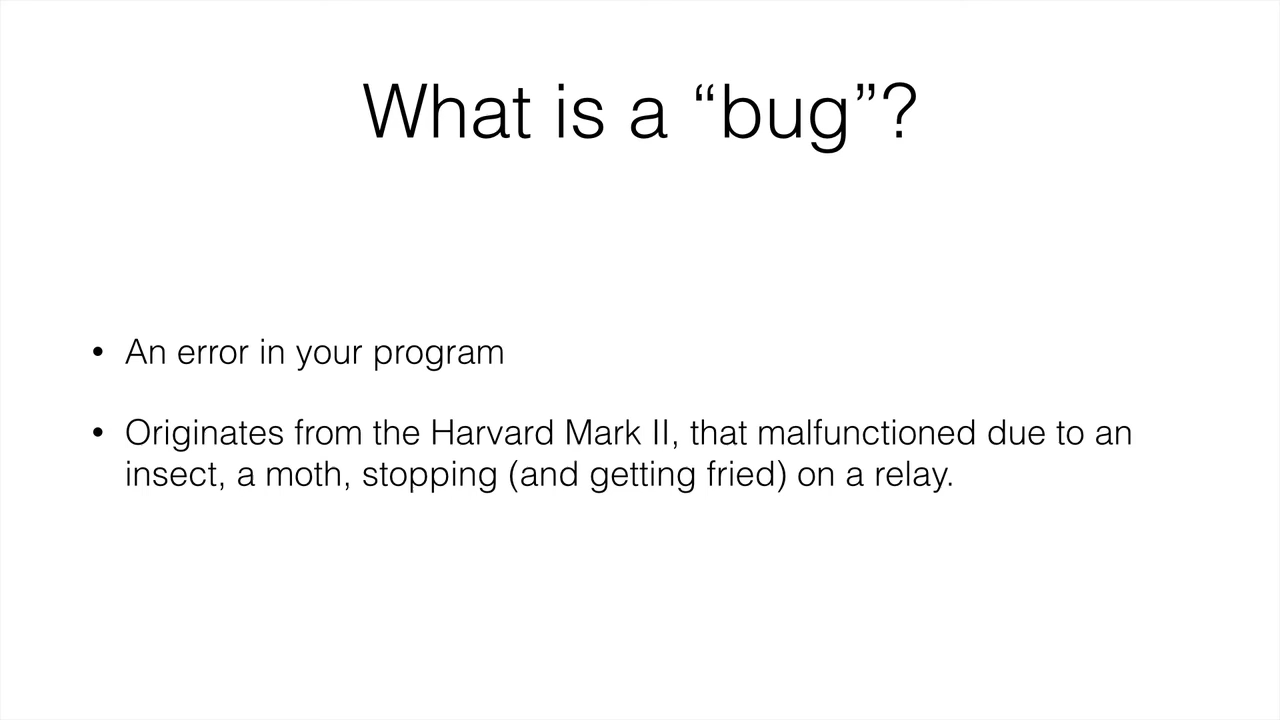 What is a “bug”?
• An error in your program
• Originates from the Harvard Mark II, that malfunctioned due to an
insect, a moth, stopping (and getting fried) on a relay.